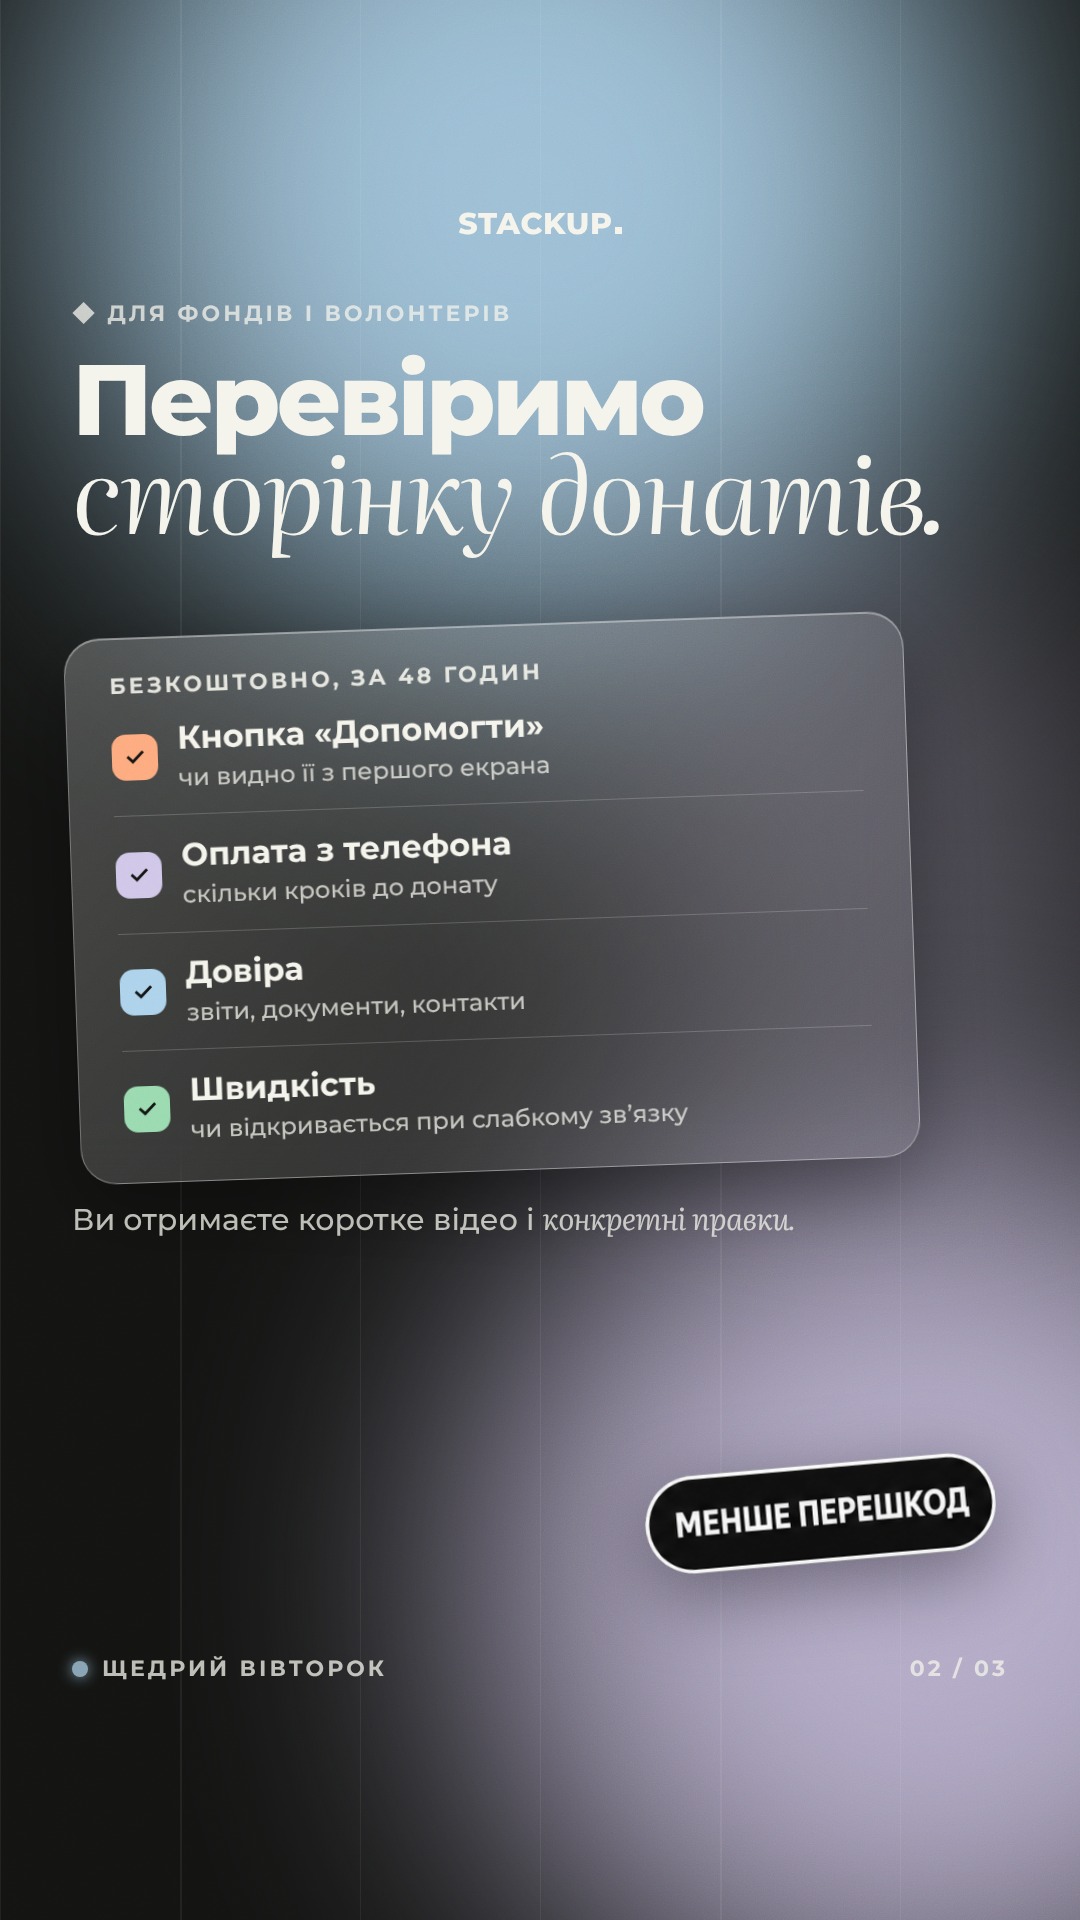 STACKUP.
ДЛЯ ФОНДІВ І ВОЛОНТЕРІВ
Перевіримо
сторінку донатів.
БЕЗКОШТОВНО, ЗА 48 ГОДИН
Кнопка «Допомогти»
чи видно її з першого екрана
Оплата з телефона
скільки кроків до донату
Довіра
звіти, документи, контакти
Швидкість
чи відкривається при слабкому зв’язку
Ви отримаєте коротке відео і конкретні правки.
МЕНШЕ ПЕРЕШКОД
ЩЕДРИЙ ВІВТОРОК
02 / 03